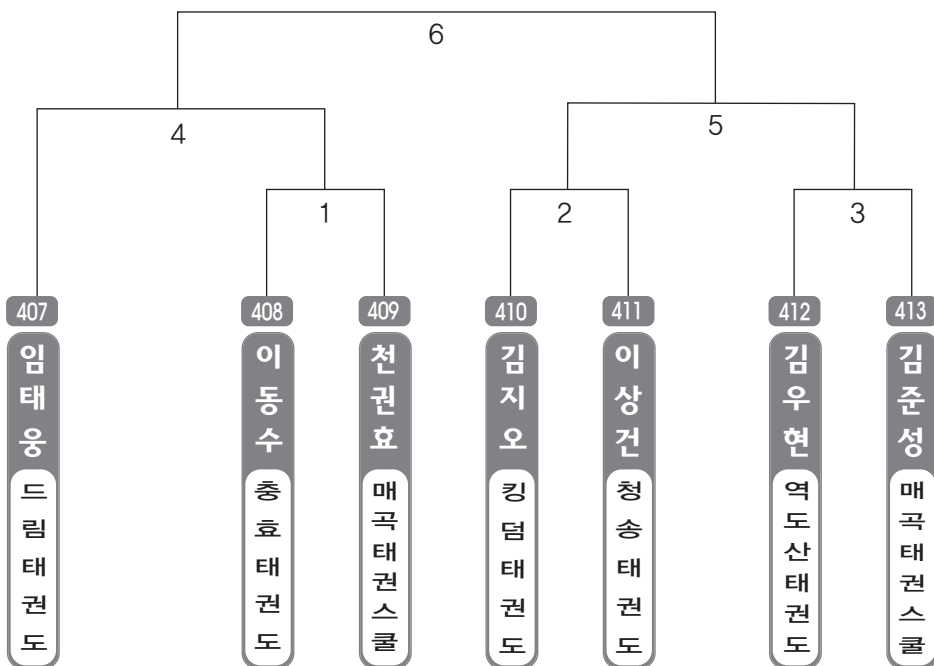 6
4
5
1
2
3
407
408
409
410
411
412
413
임태웅
이동수
천권효
김지오
이상건
김우현
김준성
드림태권도
충효태권도
매곡태권스쿨
킹덤태권도
청송태권도
역도산태권도
매곡태권스쿨